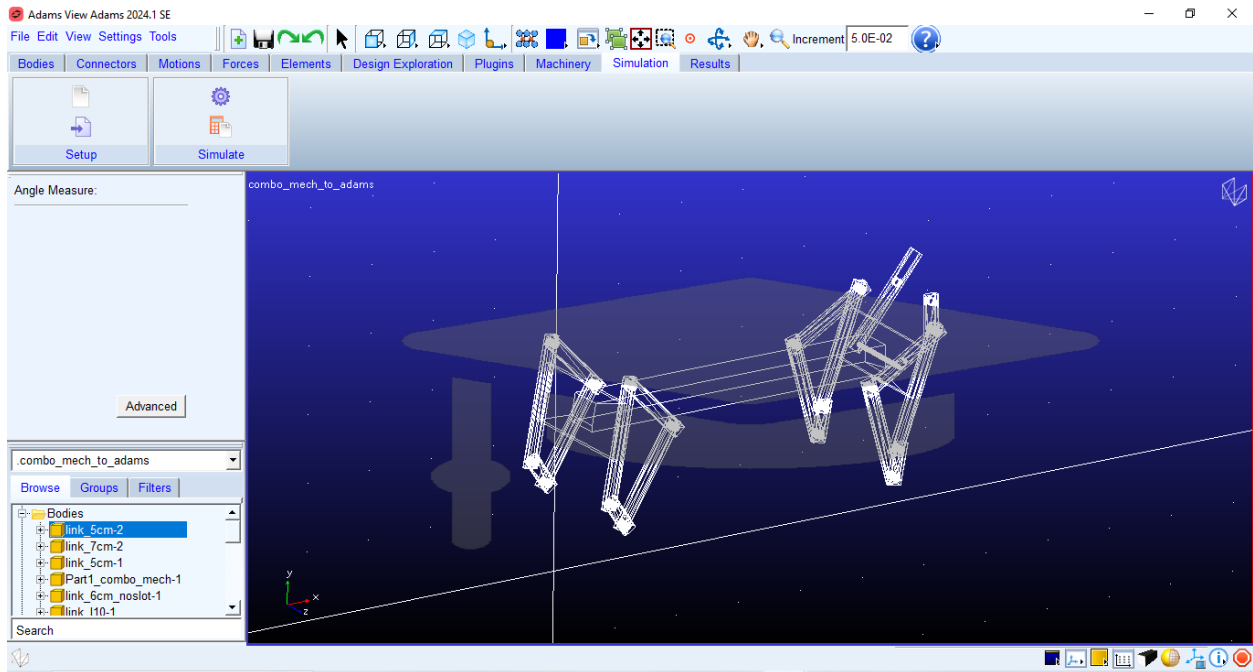 Adams View Adams 2024.1 SE
File Edit View Settings Tools
Increment 5.0E-02
?
Bodies Connectors Motions Forces Elements Design Exploration Plugins Machinery Simulation Results
Setup Simulate
Angle Measure:
combo_mech_to_adams
Advanced
.combo_mech_to_adams
Browse Groups Filters
Bodies
link_5cm-2
link_7cm-2
link_5cm-1
Part1_combo_mech-1
link_6cm_noslot-1
link_l10-1
Search
y
x
z